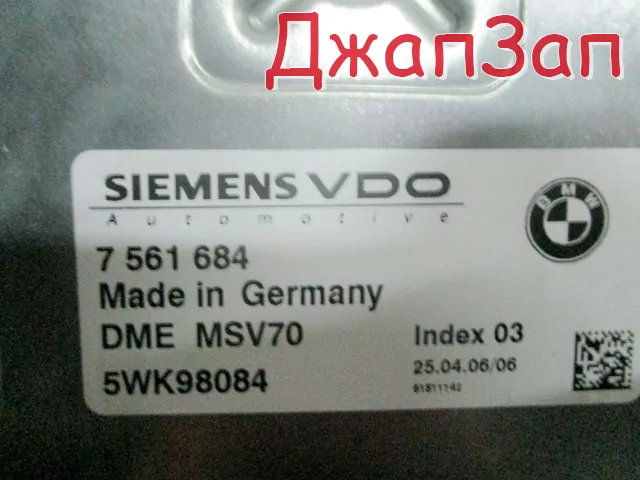 ДжапЗап
SIEMENS VDO
Automotive
BMW
7 561 684
Made in Germany
DME MSV70
Index 03
5WK98084
25.04.06/06